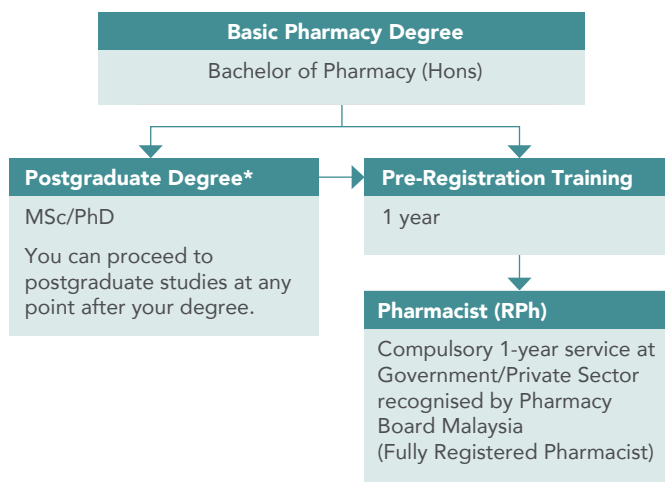 Basic Pharmacy Degree
Bachelor of Pharmacy (Hons)
Postgraduate Degree*
MSc/PhD
You can proceed to
postgraduate studies at any
point after your degree.
Pre-Registration Training
1 year
Pharmacist (RPh)
Compulsory 1-year service at
Government/Private Sector
recognised by Pharmacy
Board Malaysia
(Fully Registered Pharmacist)